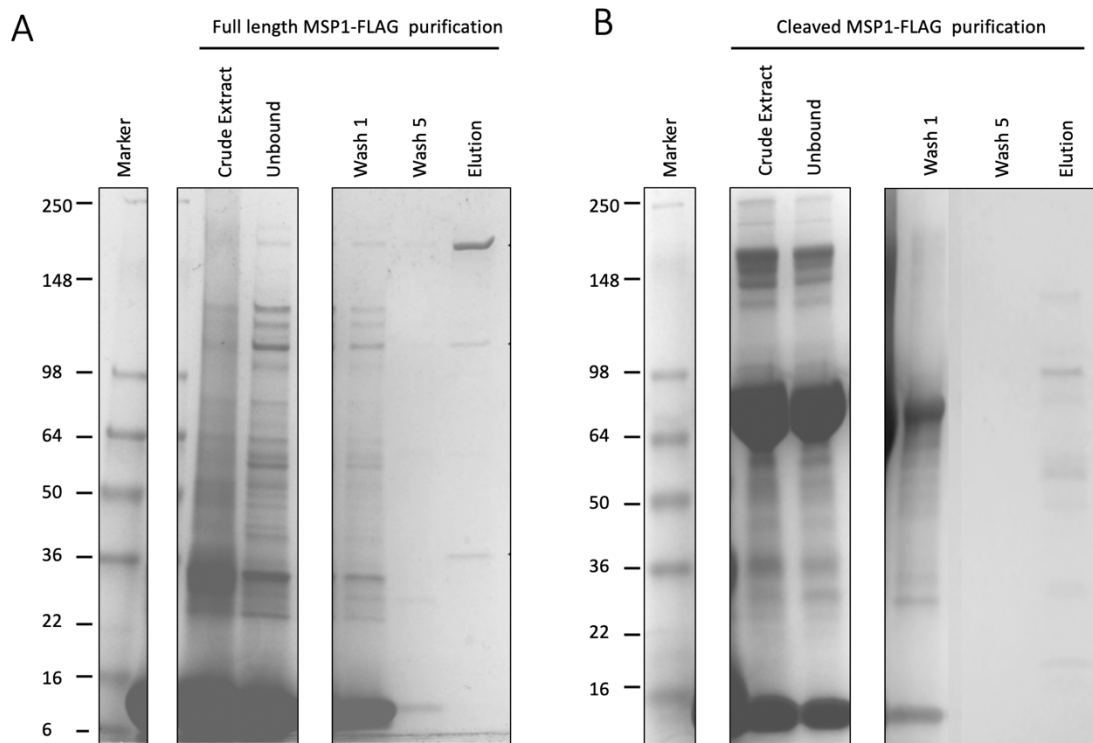 A
Full length MSP1-FLAG purification
Marker
Crude Extract
Unbound
Wash 1
Wash 5
Elution
250
148
98
64
50
36
22
16
6
B
Cleaved MSP1-FLAG purification
Marker
Crude Extract
Unbound
Wash 1
Wash 5
Elution
250
148
98
64
50
36
22
16